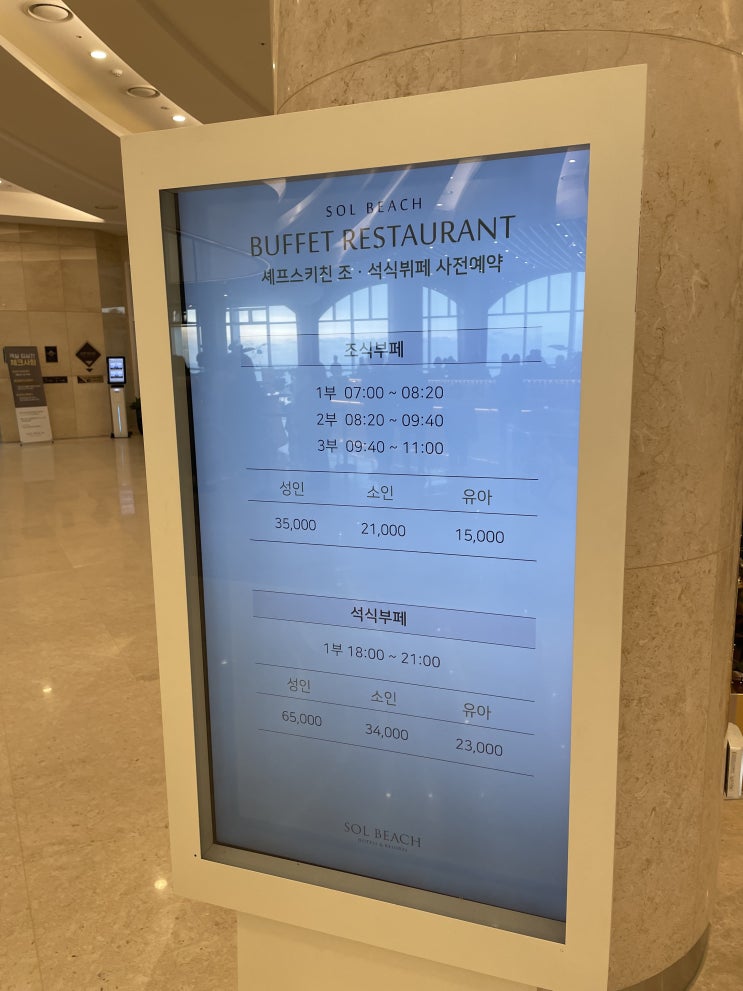 SOL BEACH
BUFFET RESTAURANT
셰프스키친 조 · 석식뷔페 사전예약
조식부페
1부 07:00 ~ 08:20
2부 08:20 ~ 09:40
3부 09:40 ~ 11:00
성인 소인 유아
35,000 21,000 15,000
석식부페
1부 18:00 ~ 21:00
성인 소인 유아
65,000 34,000 23,000
SOL BEACH
HOTELS & RESORTS